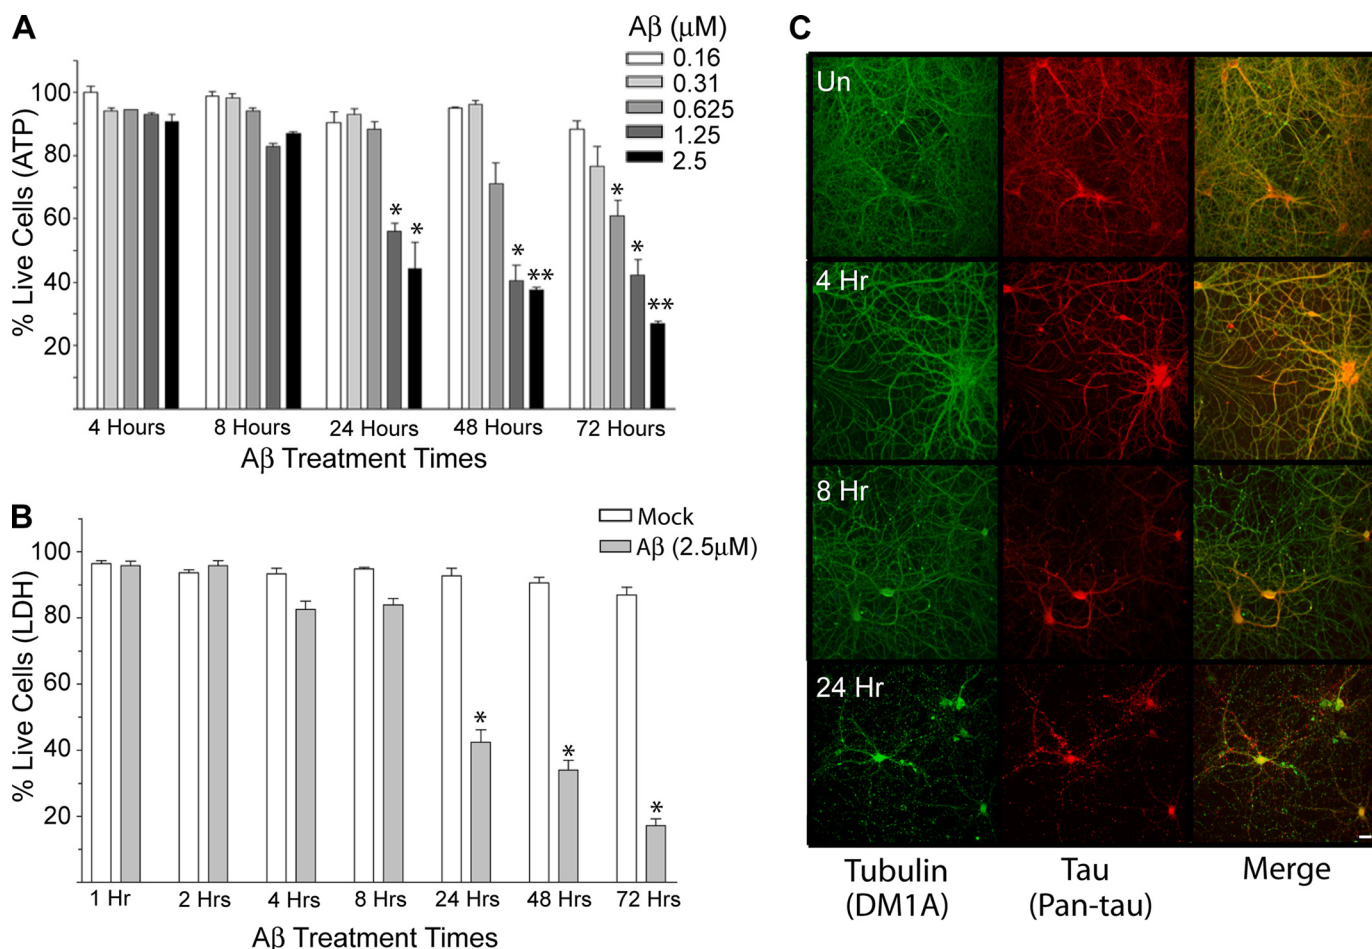 A
Aβ (μM)
0.16
0.31
0.625
1.25
2.5
% Live Cells (ATP)
100
80
60
40
20
* * * ** * * **
4 Hours 8 Hours 24 Hours 48 Hours 72 Hours
Aβ Treatment Times
B
Mock
Aβ (2.5μM)
% Live Cells (LDH)
100
80
60
40
20
* * *
1 Hr 2 Hrs 4 Hrs 8 Hrs 24 Hrs 48 Hrs 72 Hrs
Aβ Treatment Times
C
Un
4 Hr
8 Hr
24 Hr
Tubulin Tau Merge
(DM1A) (Pan-tau)